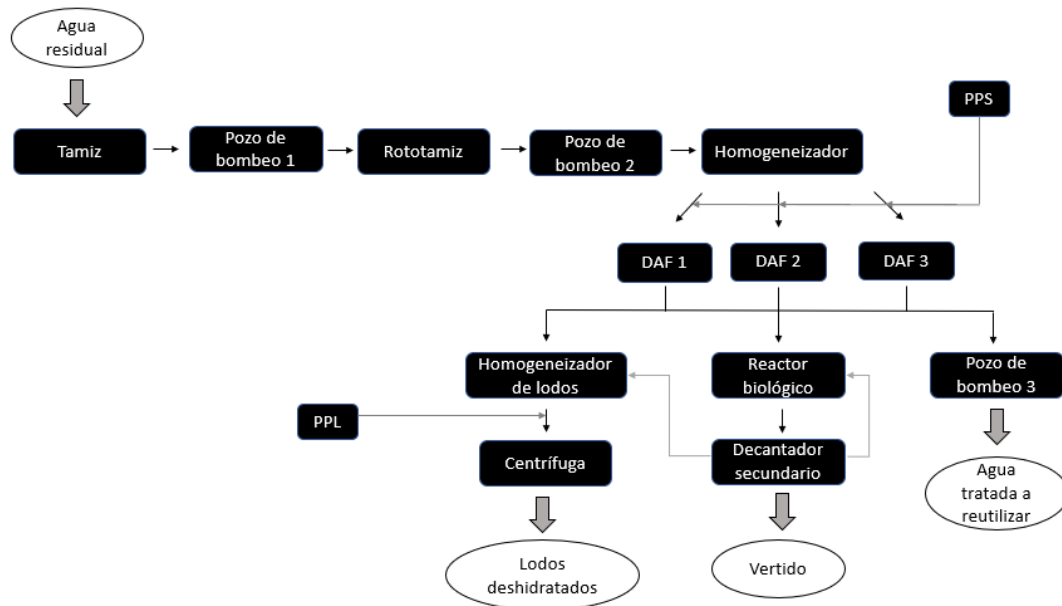 Agua
residual
PPS
Tamiz
Pozo de
bombeo 1
Rototamiz
Pozo de
bombeo 2
Homogeneizador
DAF 1
DAF 2
DAF 3
Homogeneizador
de lodos
Reactor
biológico
Pozo de
bombeo 3
PPL
Centrífuga
Decantador
secundario
Agua
tratada a
reutilizar
Lodos
deshidratados
Vertido